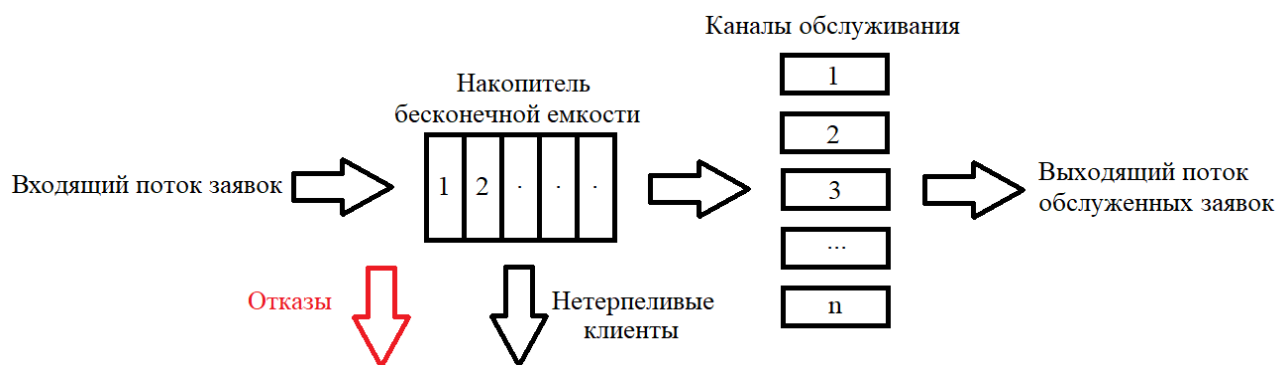 Каналы обслуживания
Накопитель
бесконечной емкости
Входящий поток заявок
1 2 . . .
1
2
3
...
n
Выходящий поток
обслуженных заявок
Отказы
Нетерпеливые
клиенты